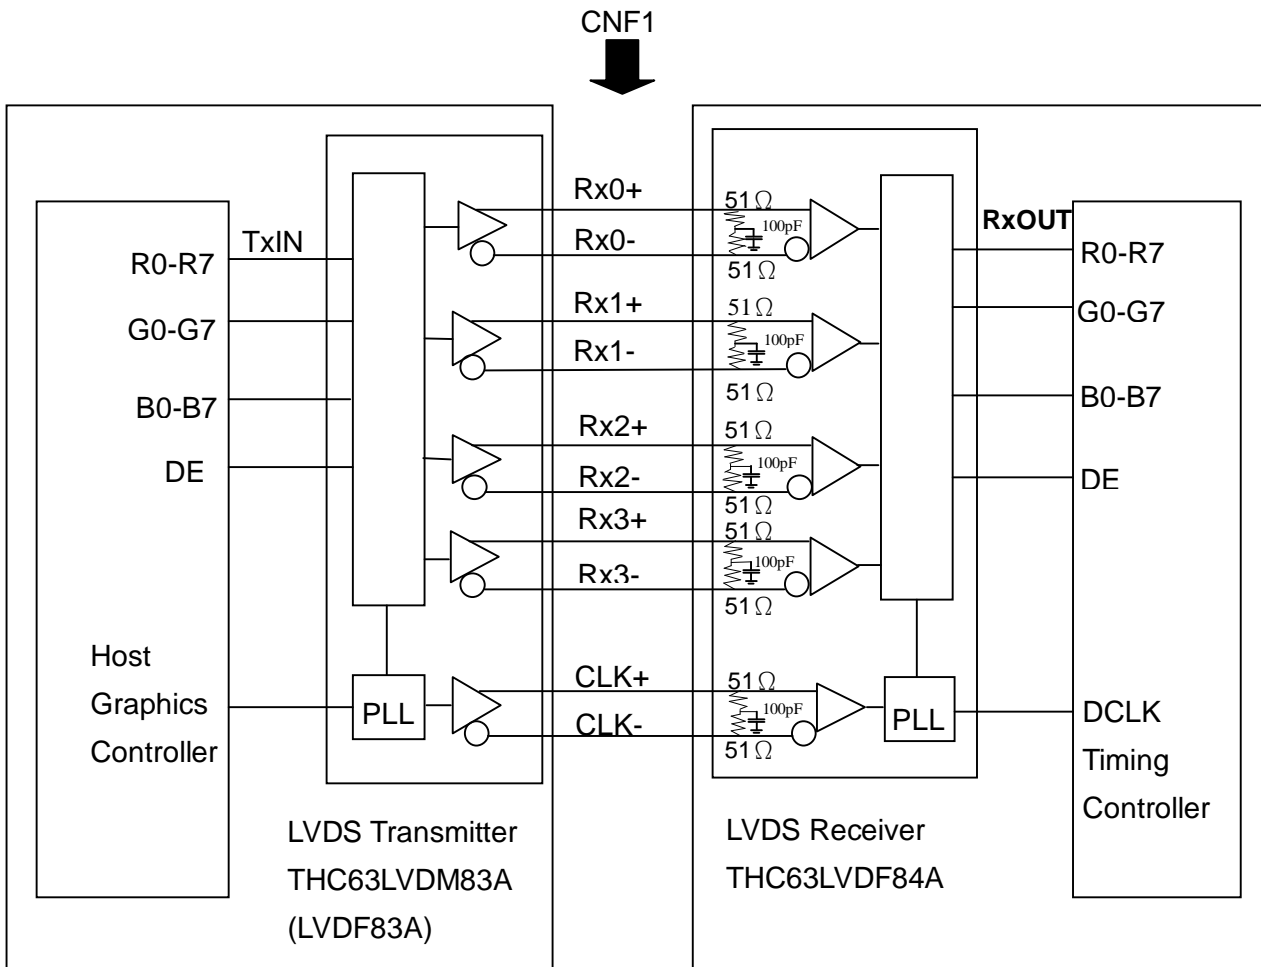 CNF1
TxIN
R0-R7
G0-G7
B0-B7
DE
Host
Graphics
Controller
PLL
LVDS Transmitter
THC63LVDM83A
(LVDF83A)
Rx0+
Rx0-
Rx1+
Rx1-
Rx2+
Rx2-
Rx3+
Rx3-
CLK+
CLK-
51Ω
100pF
51Ω
51Ω
100pF
51Ω
51Ω
100pF
51Ω
51Ω
100pF
51Ω
51Ω
100pF
51Ω
PLL
LVDS Receiver
THC63LVDF84A
RxOUT
R0-R7
G0-G7
B0-B7
DE
DCLK
Timing
Controller